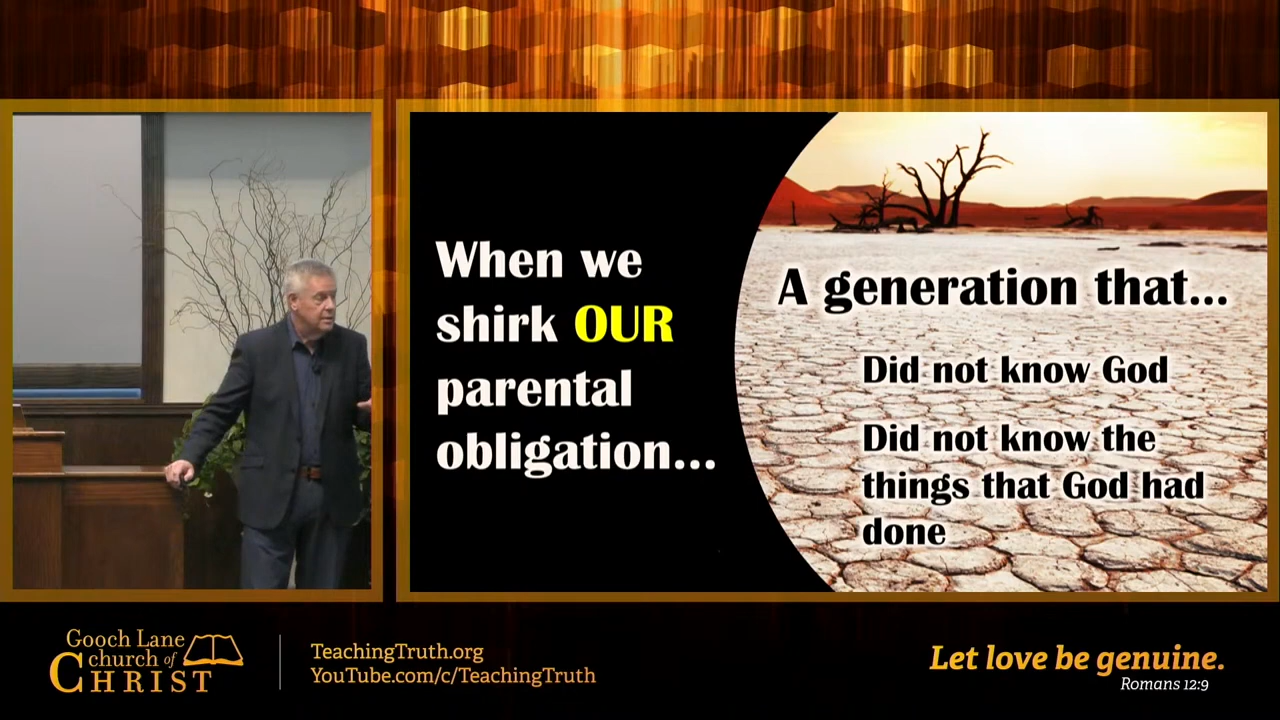 When we
shirk OUR
parental
obligation...
A generation that...
Did not know God
Did not know the
things that God had
done
Gooch Lane
church of
CHRIST
TeachingTruth.org
YouTube.com/c/TeachingTruth
Let love be genuine.
Romans 12:9